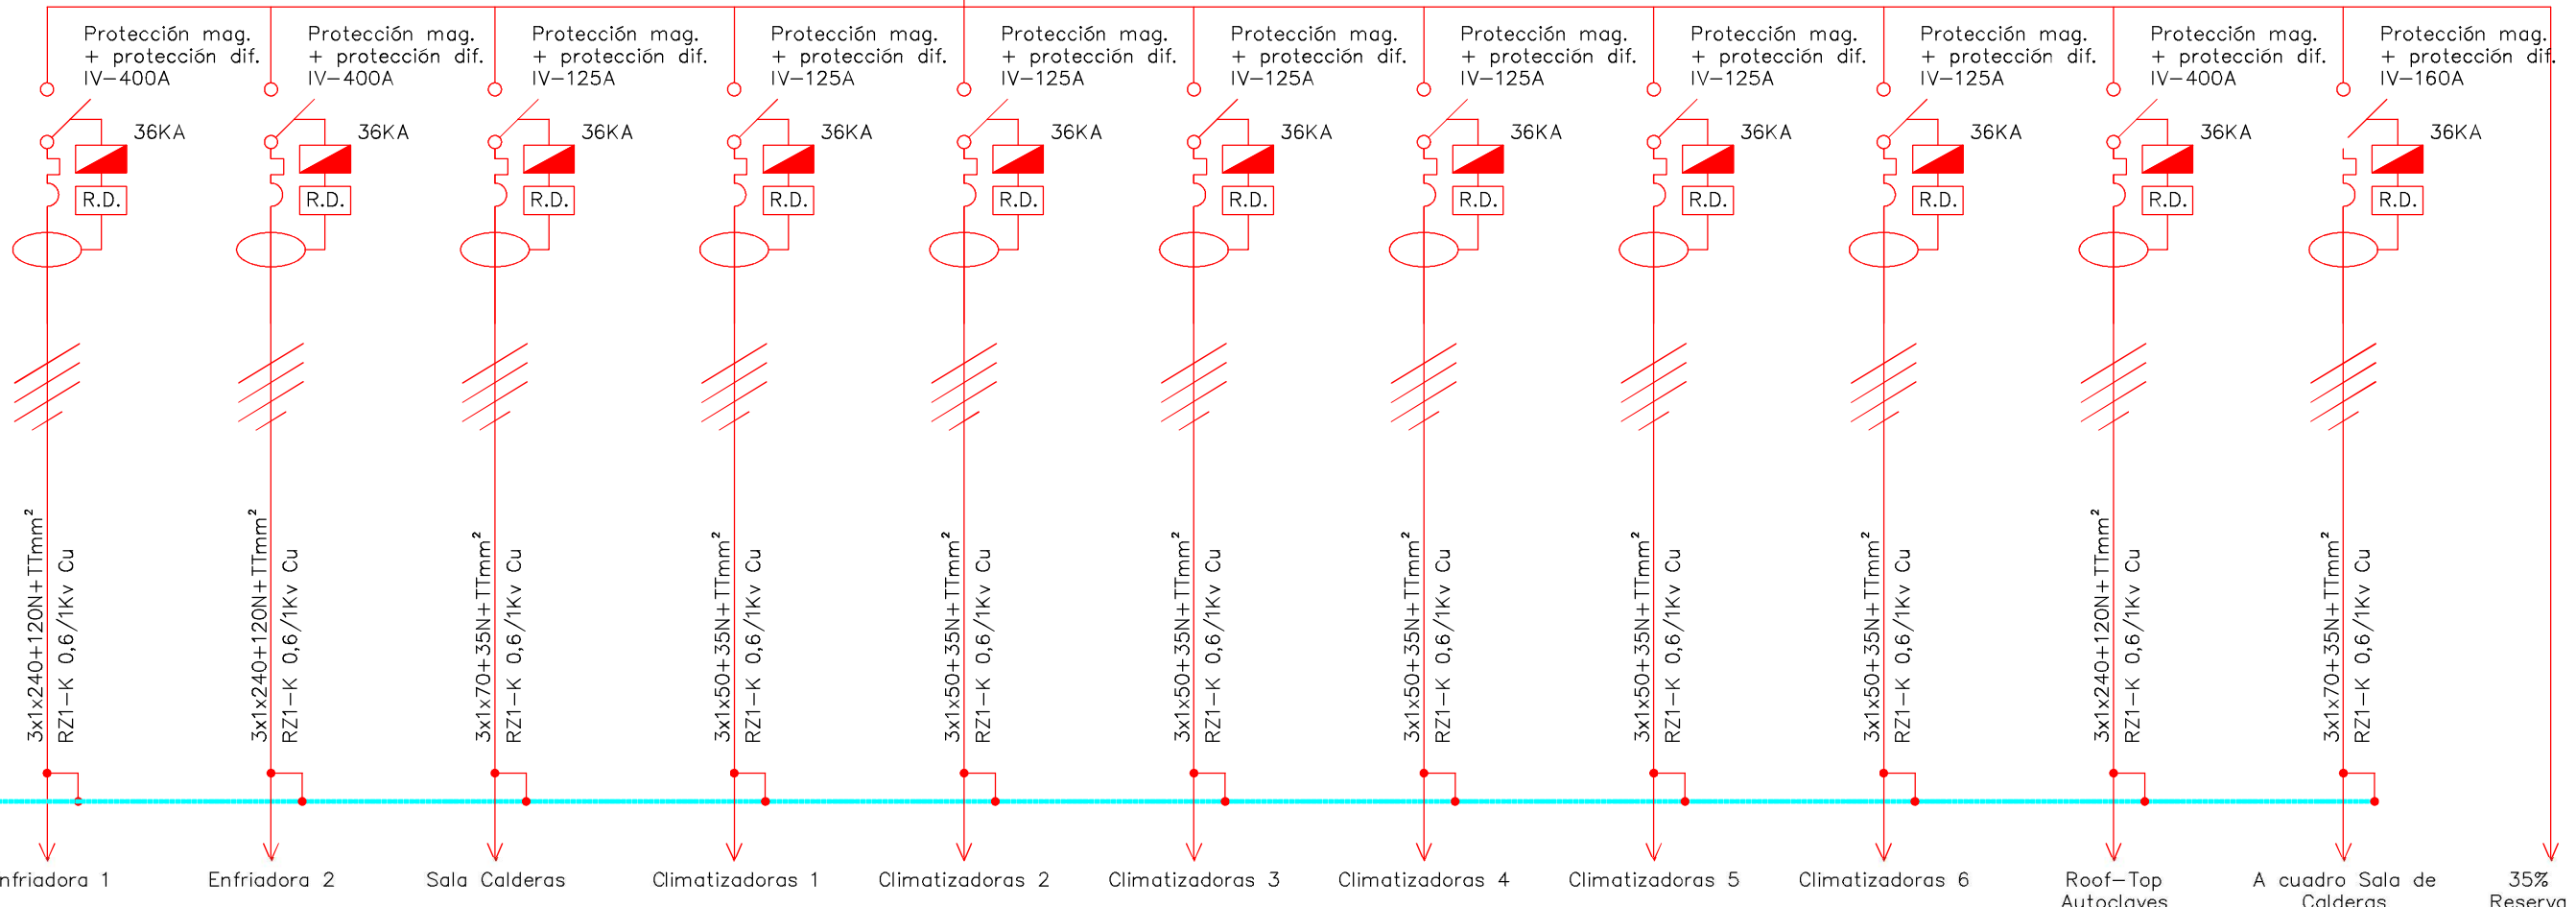 Protección mag.
+ protección dif.
IV-400A
36KA
R.D.
3x1x240+120N+TTmm²
RZ1-K 0,6/1Kv Cu
nfriadora 1
Protección mag.
+ protección dif.
IV-400A
36KA
R.D.
3x1x240+120N+TTmm²
RZ1-K 0,6/1Kv Cu
Enfriadora 2
Protección mag.
+ protección dif.
IV-125A
36KA
R.D.
3x1x70+35N+TTmm²
RZ1-K 0,6/1Kv Cu
Sala Calderas
Protección mag.
+ protección dif.
IV-125A
36KA
R.D.
3x1x50+35N+TTmm²
RZ1-K 0,6/1Kv Cu
Climatizadoras 1
Protección mag.
+ protección dif.
IV-125A
36KA
R.D.
3x1x50+35N+TTmm²
RZ1-K 0,6/1Kv Cu
Climatizadoras 2
Protección mag.
+ protección dif.
IV-125A
36KA
R.D.
3x1x50+35N+TTmm²
RZ1-K 0,6/1Kv Cu
Climatizadoras 3
Protección mag.
+ protección dif.
IV-125A
36KA
R.D.
3x1x50+35N+TTmm²
RZ1-K 0,6/1Kv Cu
Climatizadoras 4
Protección mag.
+ protección dif.
IV-125A
36KA
R.D.
3x1x50+35N+TTmm²
RZ1-K 0,6/1Kv Cu
Climatizadoras 5
Protección mag.
+ protección dif.
IV-125A
36KA
R.D.
3x1x50+35N+TTmm²
RZ1-K 0,6/1Kv Cu
Climatizadoras 6
Protección mag.
+ protección dif.
IV-400A
36KA
R.D.
3x1x240+120N+TTmm²
RZ1-K 0,6/1Kv Cu
Roof-Top
Autoclaves
Protección mag.
+ protección dif.
IV-160A
36KA
R.D.
3x1x70+35N+TTmm²
RZ1-K 0,6/1Kv Cu
A cuadro Sala de
Calderas
35%
Reserva